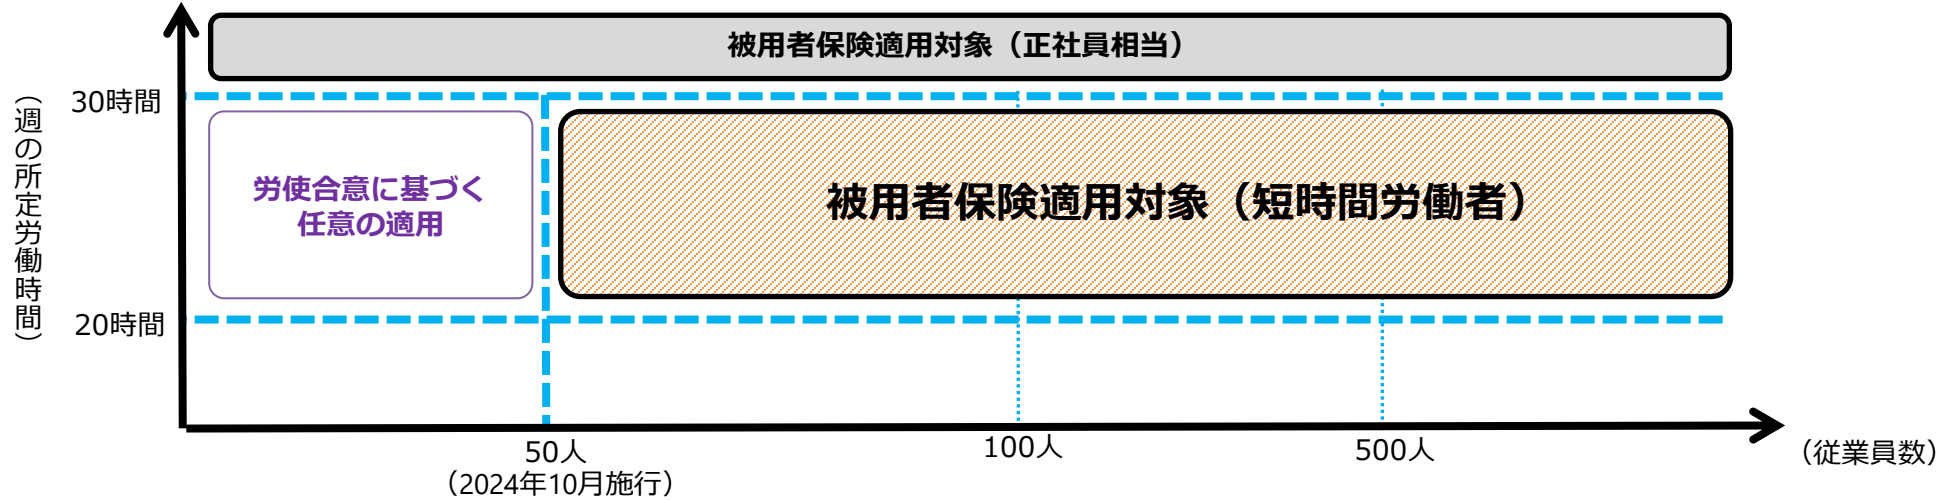 被用者保険適用対象（正社員相当）
（週の所定労働時間）
30時間
労使合意に基づく
任意の適用
被用者保険適用対象（短時間労働者）
20時間
50人
（2024年10月施行）
100人
500人
（従業員数）